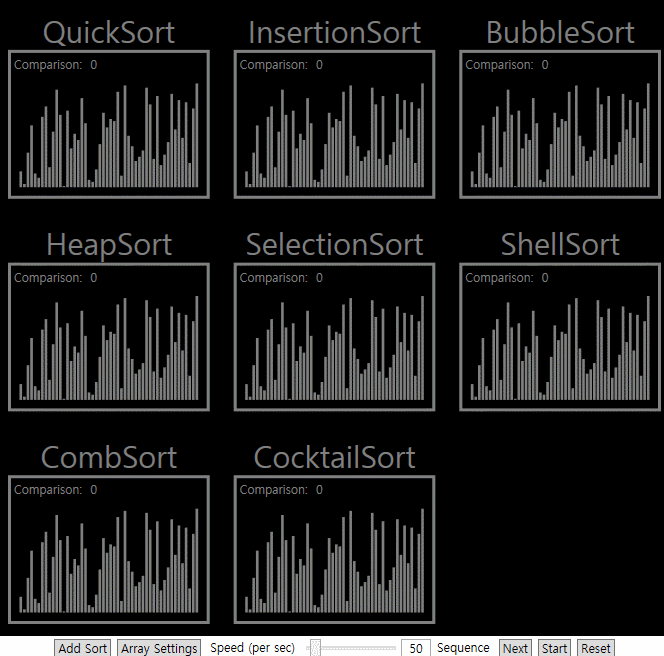 QuickSort InsertionSort BubbleSort
Comparison: 0 Comparison: 0 Comparison: 0
HeapSort SelectionSort ShellSort
Comparison: 0 Comparison: 0 Comparison: 0
CombSort CocktailSort
Comparison: 0 Comparison: 0
Add Sort Array Settings Speed (per sec) 50 Sequence Next Start Reset